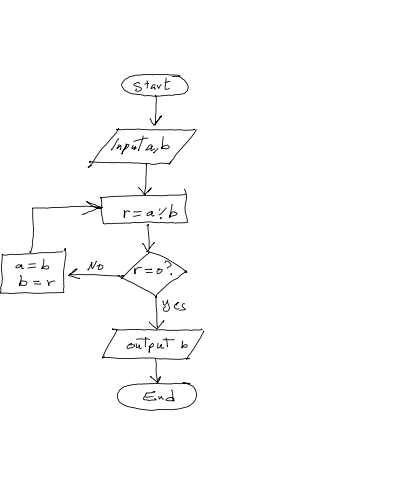 Start
Input a,b
r = a % b
r = 0?
No
a = b
b = r
yes
output b
End